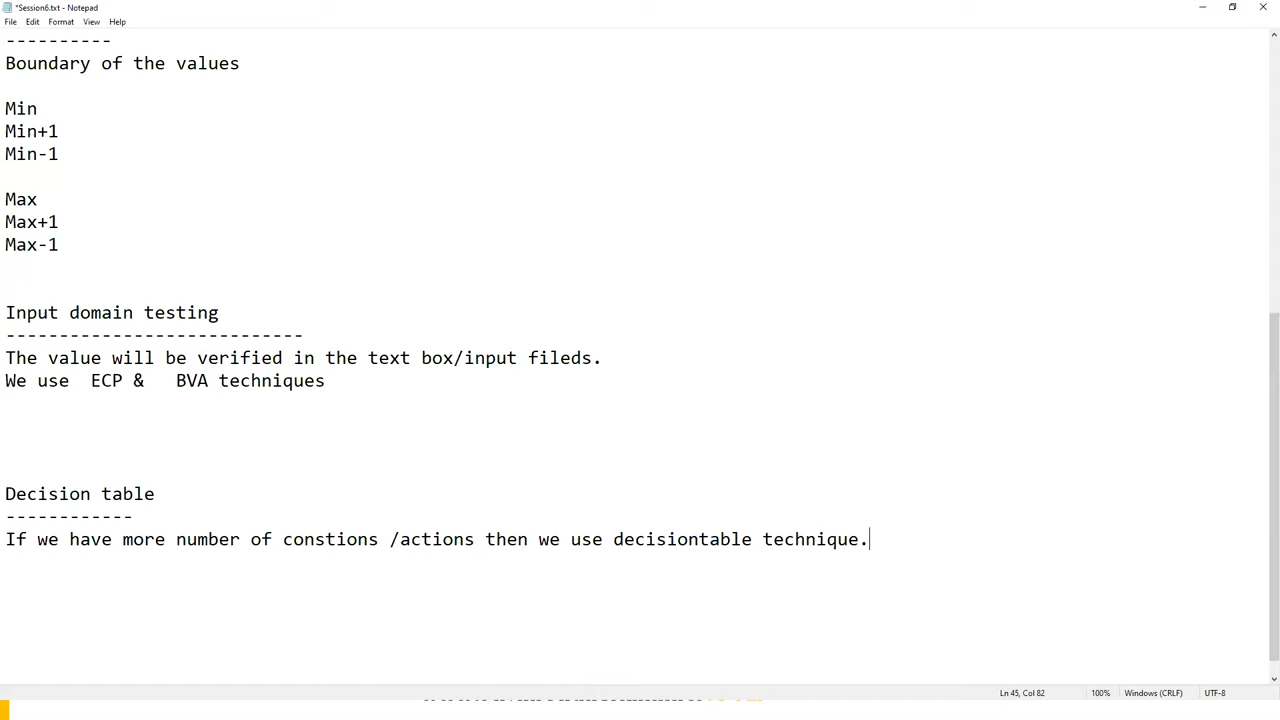 *Session6.txt - Notepad
File Edit Format View Help
----------
Boundary of the values
Min
Min+1
Min-1
Max
Max+1
Max-1
Input domain testing
----------------------------
The value will be verified in the text box/input fileds.
We use  ECP &   BVA techniques
Decision table
------------
If we have more number of constions /actions then we use decisiontable technique.
Ln 45, Col 82 100% Windows (CRLF) UTF-8